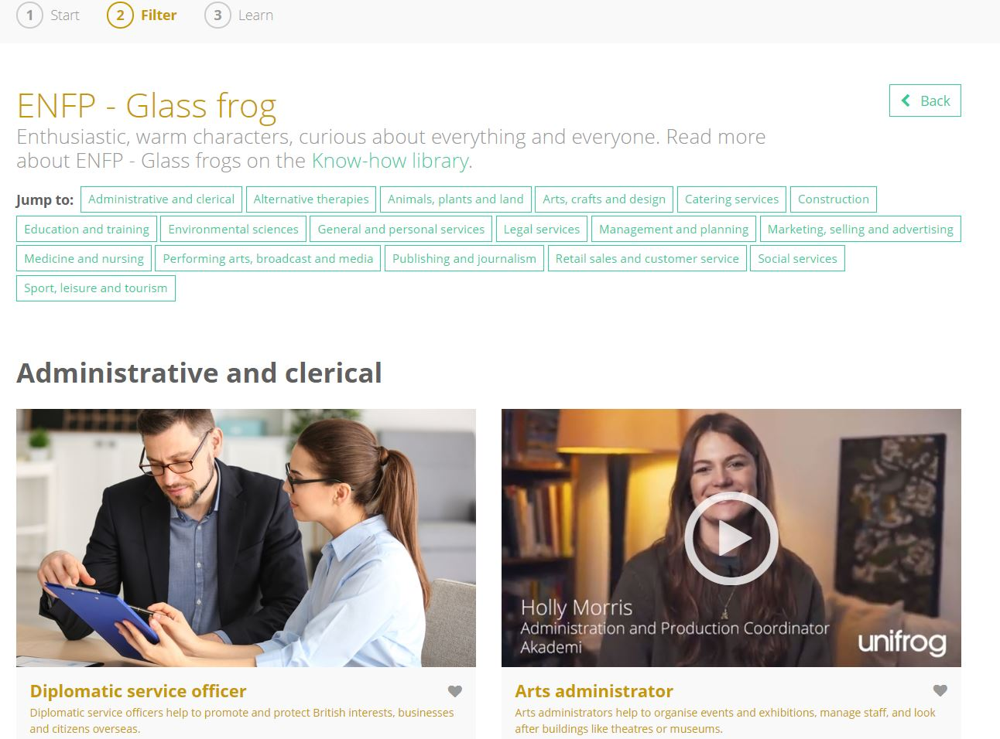 1 Start 2 Filter 3 Learn
ENFP - Glass frog
Back
Enthusiastic, warm characters, curious about everything and everyone. Read more
about ENFP - Glass frogs on the Know-how library.
Jump to: Administrative and clerical Alternative therapies Animals, plants and land Arts, crafts and design Catering services Construction
Education and training Environmental sciences General and personal services Legal services Management and planning Marketing, selling and advertising
Medicine and nursing Performing arts, broadcast and media Publishing and journalism Retail sales and customer service Social services
Sport, leisure and tourism
Administrative and clerical
Holly Morris
Administration and Production Coordinator
Akademi
unifrog
Diplomatic service officer
Diplomatic service officers help to promote and protect British interests, businesses
and citizens overseas.
Arts administrator
Arts administrators help to organise events and exhibitions, manage staff, and look
after buildings like theatres or museums.